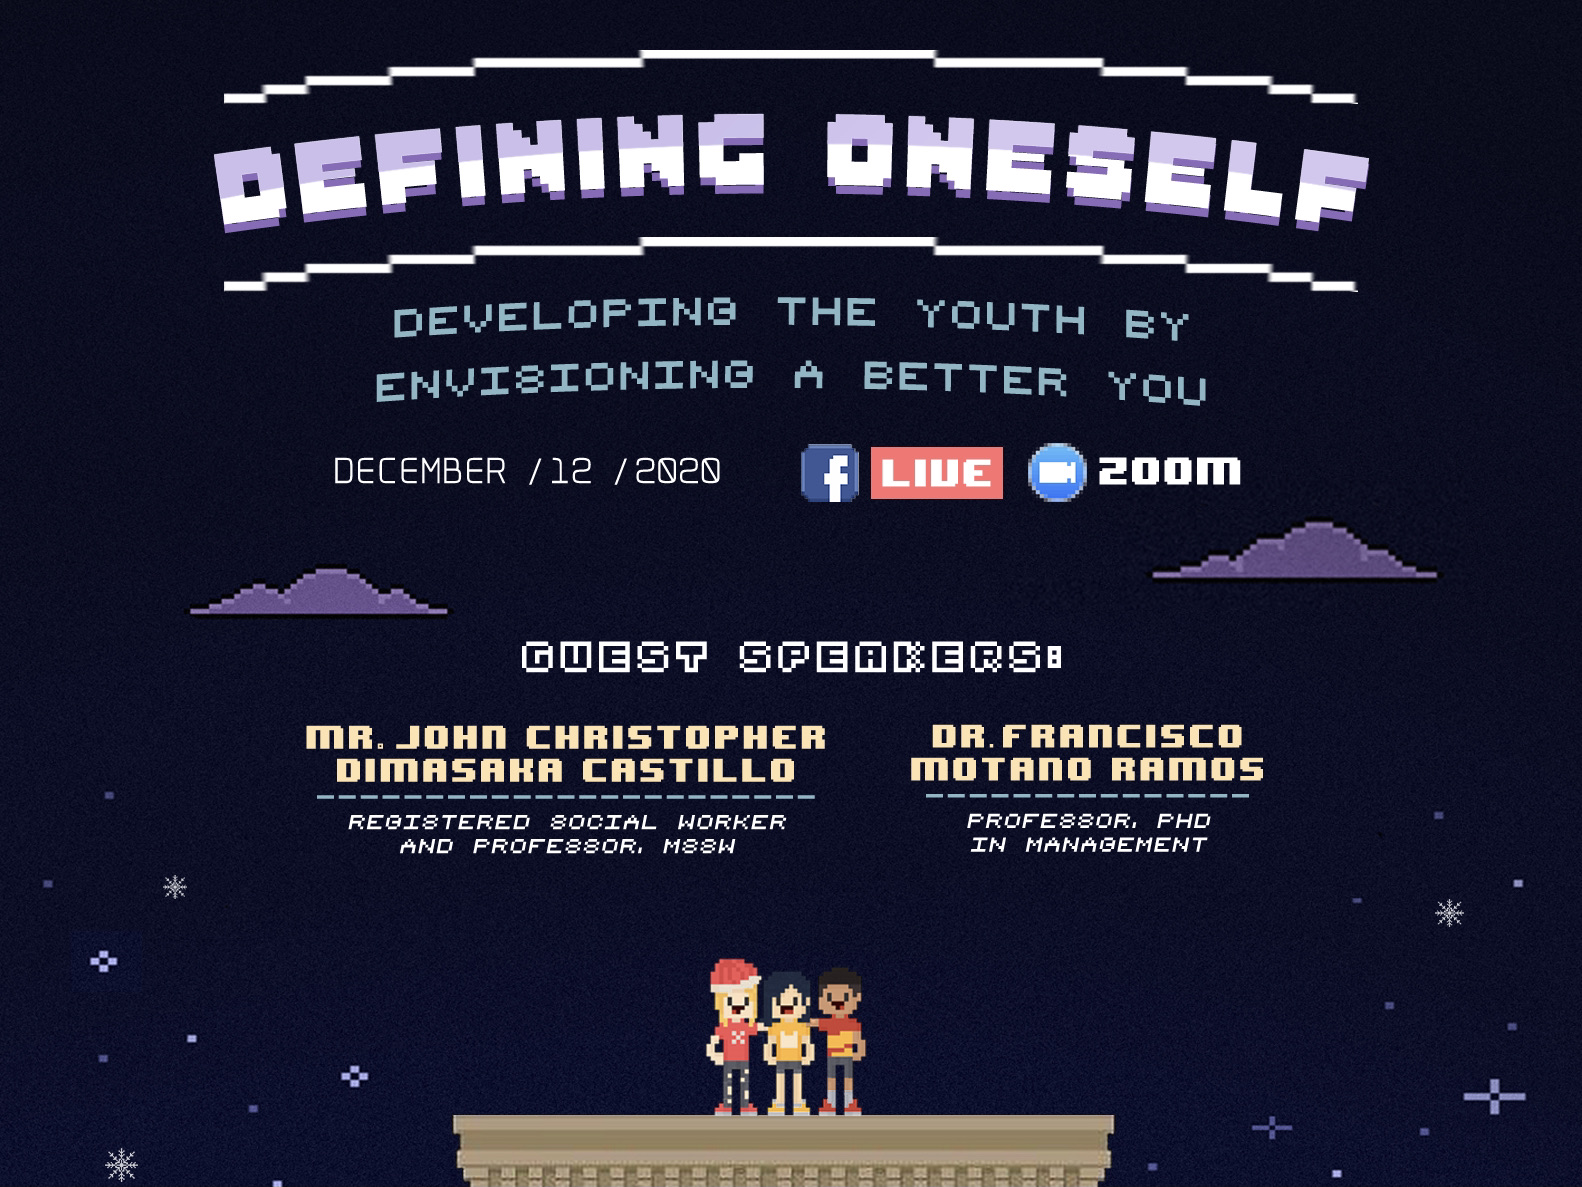 DEFINING ONESELF
DEVELOPING THE YOUTH BY
ENVISIONING A BETTER YOU
DECEMBER /12 /2020
f LIVE zoom
GUEST SPEAKERS:
MR. JOHN CHRISTOPHER
DIMASAKA CASTILLO
REGISTERED SOCIAL WORKER
AND PROFESSOR, MSSW
DR. FRANCISCO
MOTANO RAMOS
PROFESSOR, PHD
IN MANAGEMENT